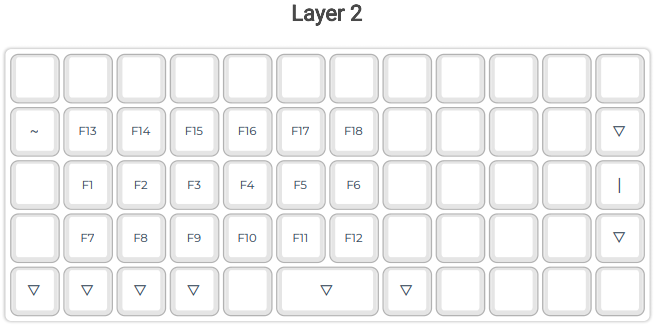 Layer 2
~ F13 F14 F15 F16 F17 F18 ▽
F1 F2 F3 F4 F5 F6 |
F7 F8 F9 F10 F11 F12 ▽
▽ ▽ ▽ ▽ ▽ ▽